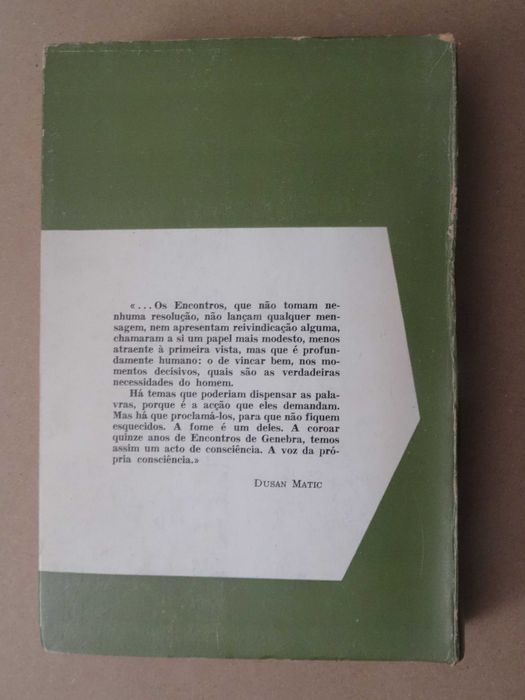 «...Os Encontros, que não tomam ne-
nhuma resolução, não lançam qualquer men-
sagem, nem apresentam reivindicação alguma,
chamaram a si um papel mais modesto, menos
atraente à primeira vista, mas que é profun-
damente humano: o de vincar bem, nos mo-
mentos decisivos, quais são as verdadeiras
necessidades do homem.
Há temas que poderiam dispensar as pala-
vras, porque é a acção que eles demandam.
Mas há que proclamá-los, para que não fiquem
esquecidos. A fome é um deles. A coroar
quinze anos de Encontros de Genebra, temos
assim um acto de consciência. A voz da pró-
pria consciência.»
DUSAN MATIC